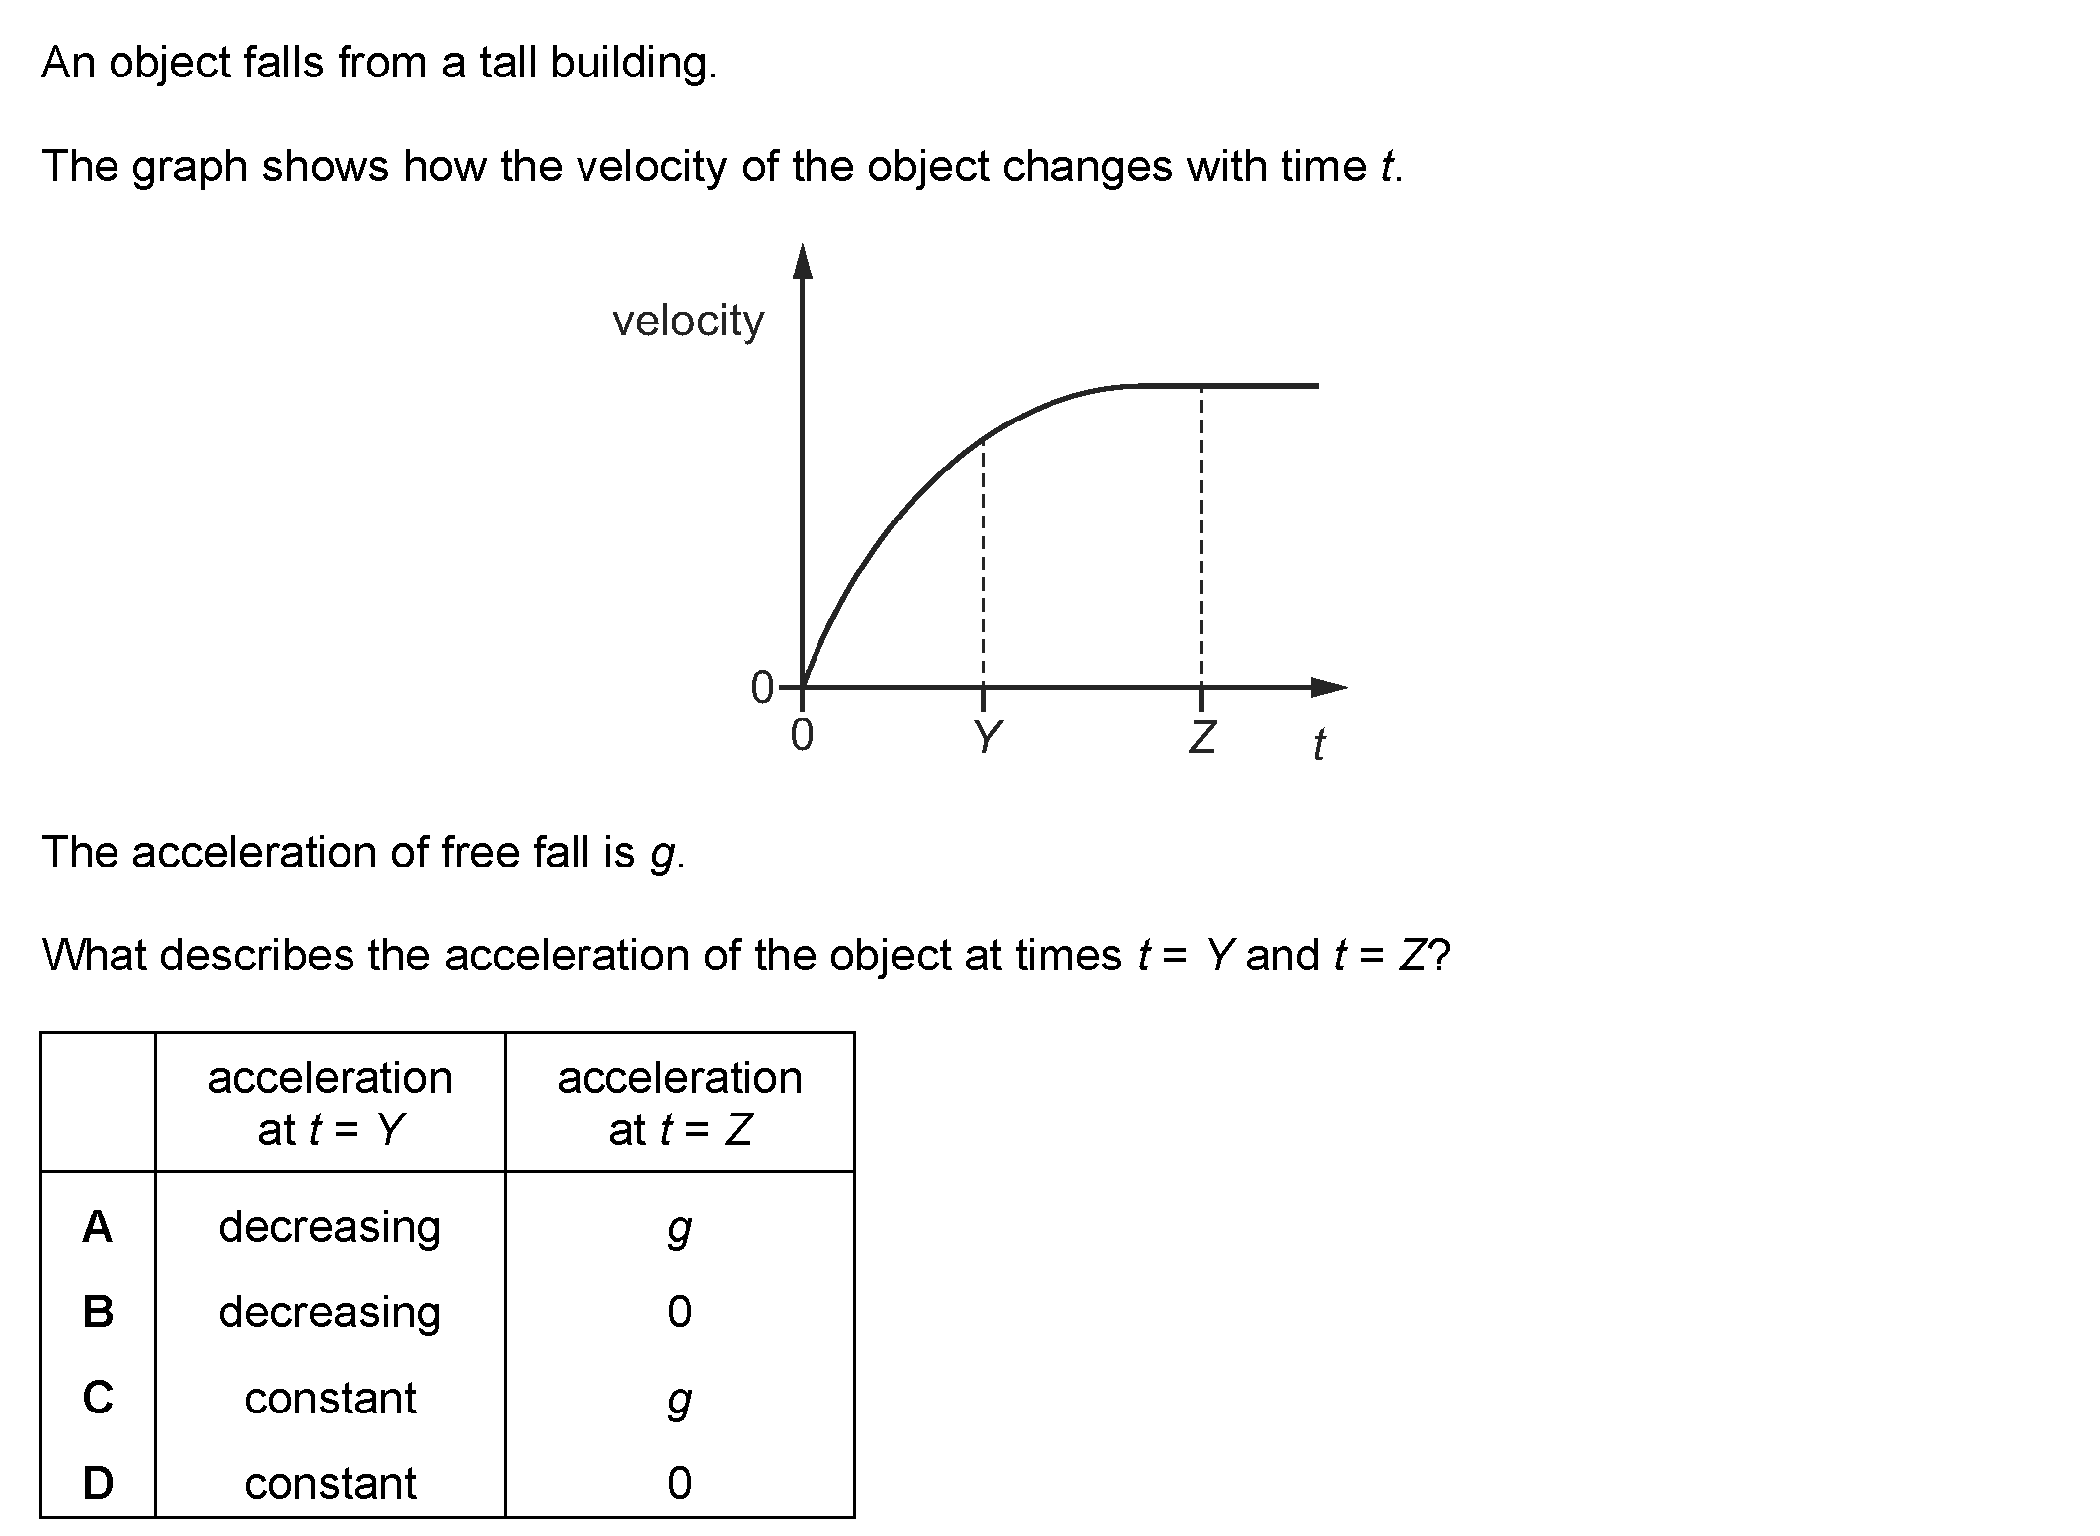 An object falls from a tall building.
The graph shows how the velocity of the object changes with time t.
velocity
0
0 Y Z t
The acceleration of free fall is g.
What describes the acceleration of the object at times t = Y and t = Z?
acceleration at t = Y acceleration at t = Z
A decreasing g
B decreasing 0
C constant g
D constant 0